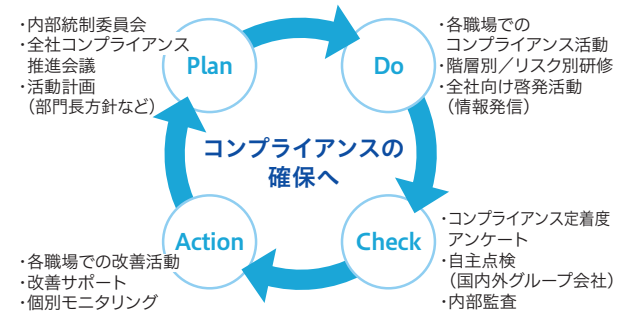 ・内部統制委員会
・全社コンプライアンス
推進会議
・活動計画
（部門長方針など）
Plan
Do
・各職場での
コンプライアンス活動
・階層別／リスク別研修
・全社向け啓発活動
（情報発信）
コンプライアンスの
確保へ
Action
・各職場での改善活動
・改善サポート
・個別モニタリング
Check
・コンプライアンス定着度
アンケート
・自主点検
（国内外グループ会社）
・内部監査